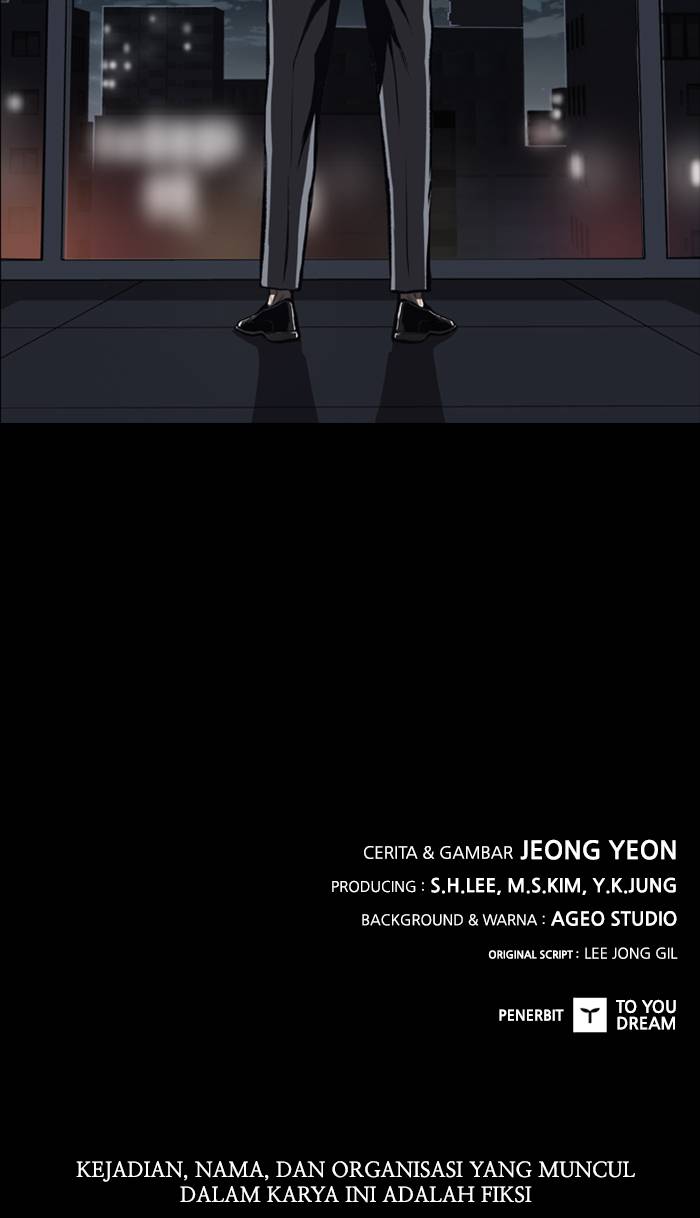 CERITA & GAMBAR JEONG YEON
PRODUCING : S.H.LEE, M.S.KIM, Y.K.JUNG
BACKGROUND & WARNA : AGEO STUDIO
ORIGINAL SCRIPT : LEE JONG GIL
PENERBIT TO YOU
DREAM
KEJADIAN, NAMA, DAN ORGANISASI YANG MUNCUL
DALAM KARYA INI ADALAH FIKSI